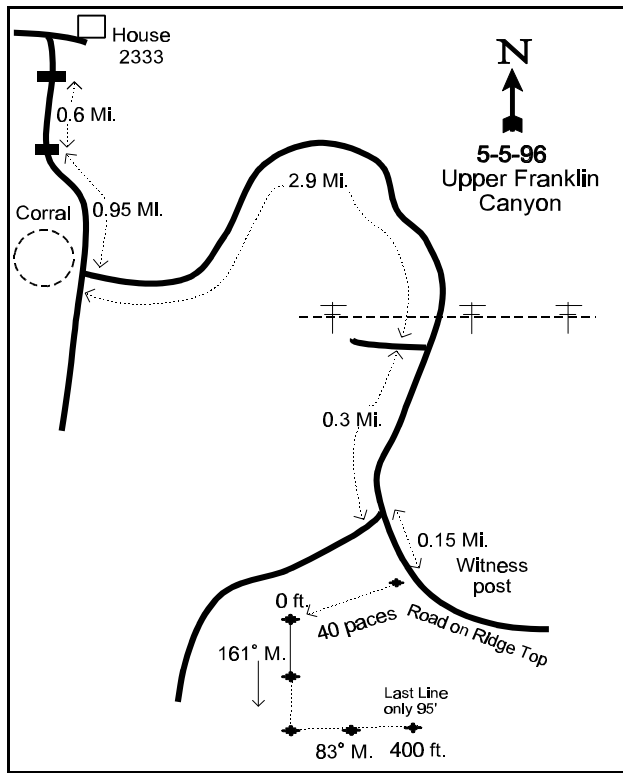 House
2333
N
0.6 Mi.
5-5-96
Upper Franklin
Canyon
2.9 Mi.
0.95 MI.
Corral
0.3 Mi.
0.15 Mi.
Witness
post
0 ft.
40 paces
Road on RIdge Top
161° M.
Last Line
only 95'
83° M.
400 ft.